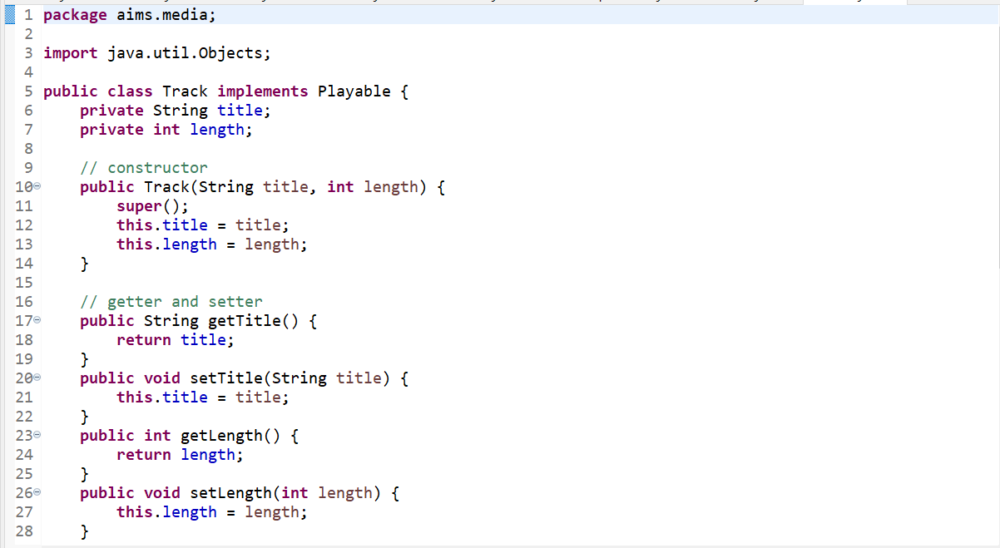 1 package aims.media;
2
3 import java.util.Objects;
4
5 public class Track implements Playable {
6     private String title;
7     private int length;
8
9     // constructor
10     public Track(String title, int length) {
11         super();
12         this.title = title;
13         this.length = length;
14     }
15
16     // getter and setter
17     public String getTitle() {
18         return title;
19     }
20     public void setTitle(String title) {
21         this.title = title;
22     }
23     public int getLength() {
24         return length;
25     }
26     public void setLength(int length) {
27         this.length = length;
28     }